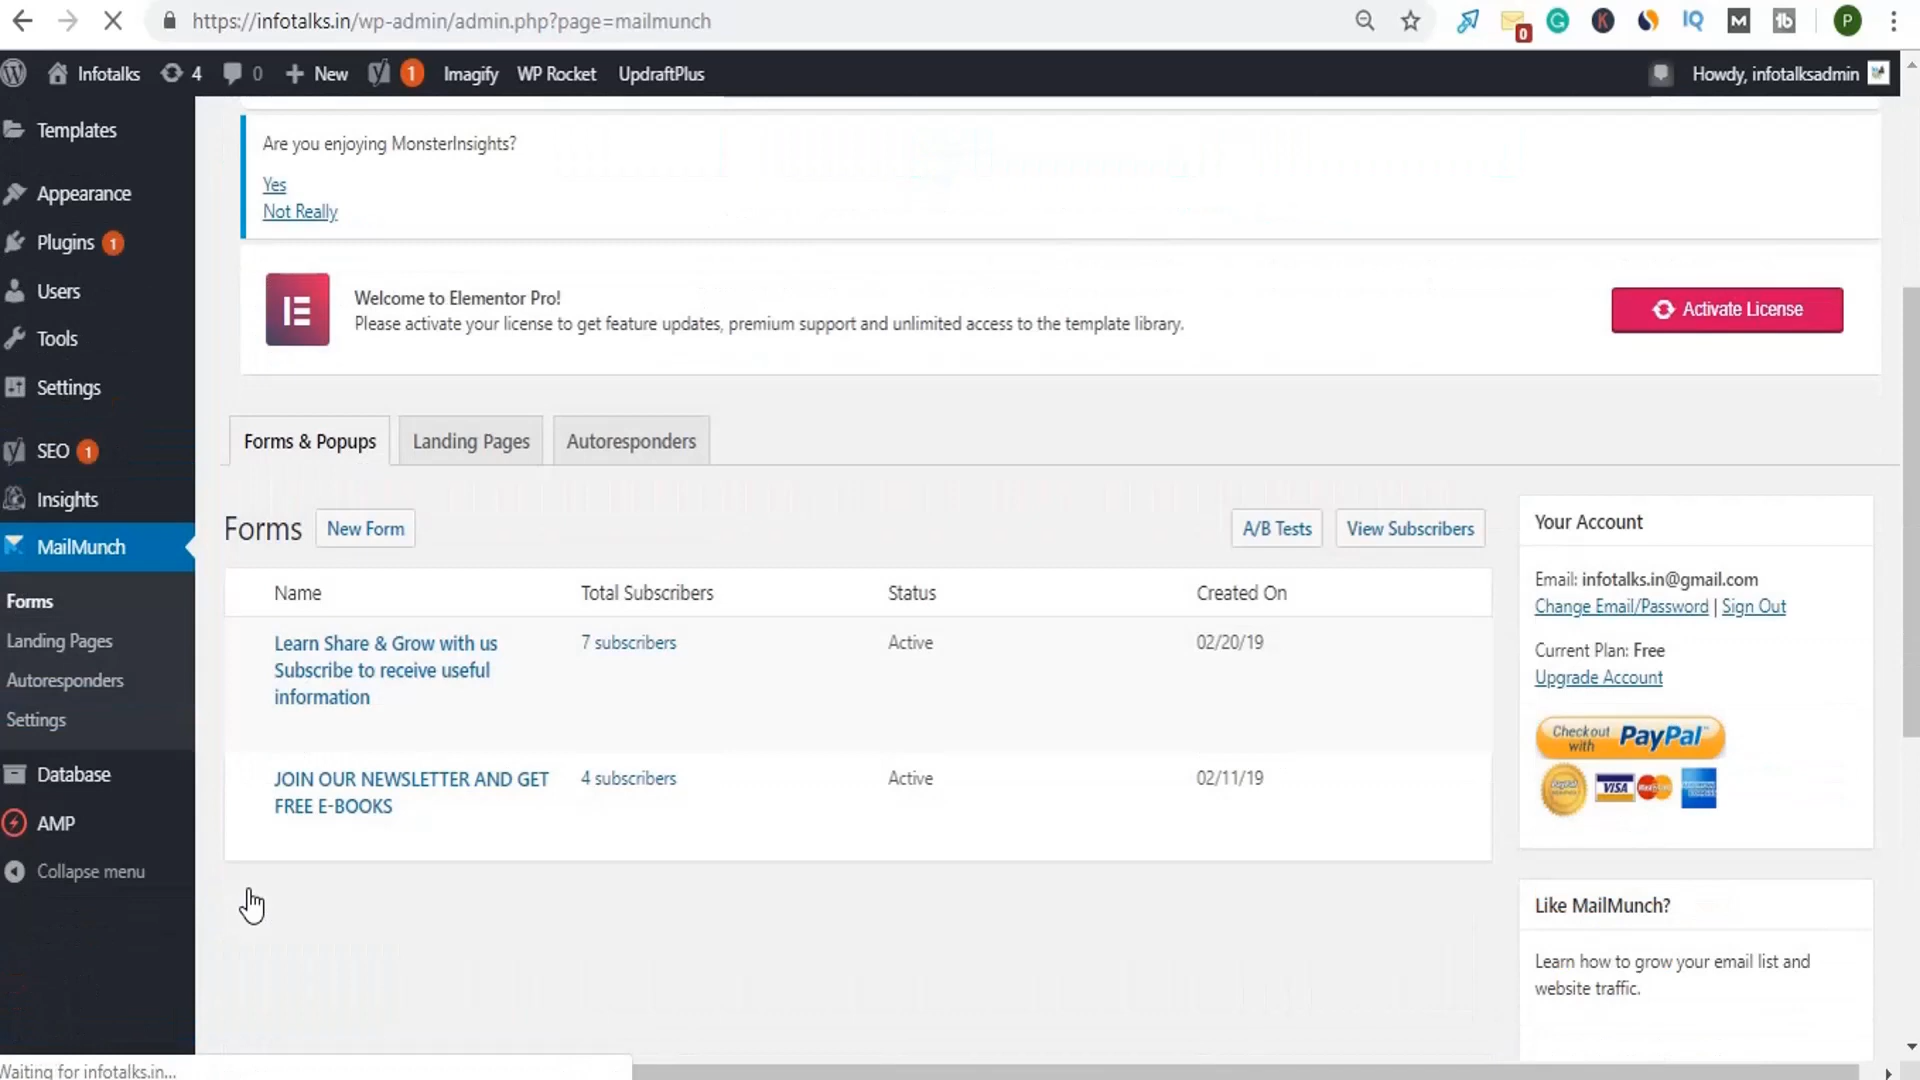 https://infotalks.in/wp-admin/admin.php?page=mailmunch
0
G
K
IQ
M
tb
P
Infotalks
4
0
New
1
Imagify
WP Rocket
UpdraftPlus
Howdy, infotalksadmin
Templates
Appearance
Plugins 1
Users
Tools
Settings
SEO 1
Insights
MailMunch
Forms
Landing Pages
Autoresponders
Settings
Database
AMP
Collapse menu
Are you enjoying MonsterInsights?
Yes
Not Really
Welcome to Elementor Pro!
Please activate your license to get feature updates, premium support and unlimited access to the template library.
Activate License
Forms & Popups
Landing Pages
Autoresponders
Forms
New Form
A/B Tests
View Subscribers
Name
Total Subscribers
Status
Created On
Learn Share & Grow with us
Subscribe to receive useful
information
7 subscribers
Active
02/20/19
JOIN OUR NEWSLETTER AND GET
FREE E-BOOKS
4 subscribers
Active
02/11/19
Your Account
Email: infotalks.in@gmail.com
Change Email/Password | Sign Out
Current Plan: Free
Upgrade Account
Checkout
with PayPal
VISA
Like MailMunch?
Learn how to grow your email list and
website traffic.
Waiting for infotalks.in...